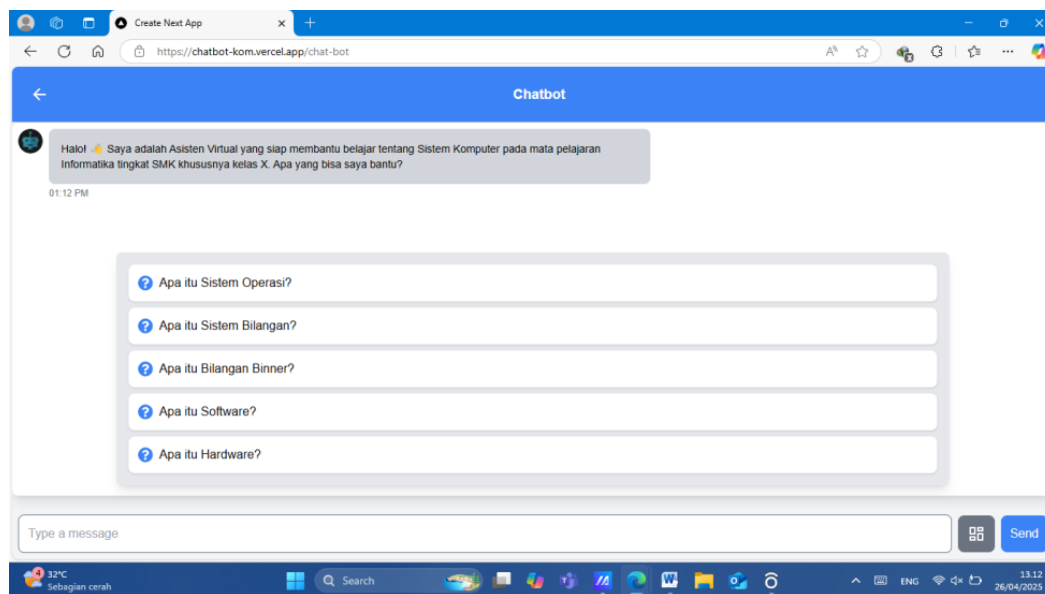 Create Next App
https://chatbot-kom.vercel.app/chat-bot
Chatbot
Halo! 👋 Saya adalah Asisten Virtual yang siap membantu belajar tentang Sistem Komputer pada mata pelajaran
Informatika tingkat SMK khususnya kelas X. Apa yang bisa saya bantu?
01:12 PM
Apa itu Sistem Operasi?
Apa itu Sistem Bilangan?
Apa itu Bilangan Binner?
Apa itu Software?
Apa itu Hardware?
Type a message
Send
4
32°C
Sebagian cerah
Search
ENG
13.12
26/04/2025